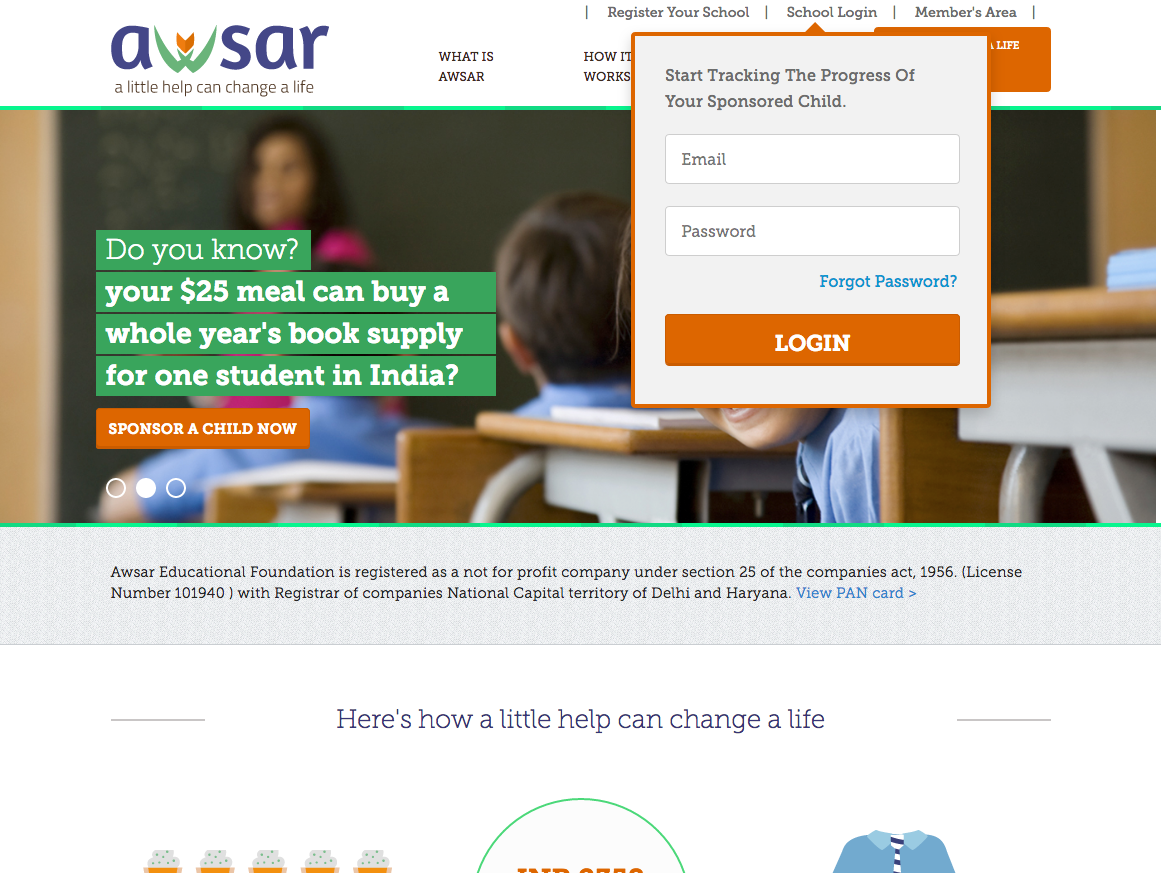 | Register Your School | School Login | Member's Area |
awsar
a little help can change a life
WHAT IS
AWSAR
HOW IT
WORKS
LIFE
Start Tracking The Progress Of
Your Sponsored Child.
Email
Password
Forgot Password?
LOGIN
Do you know?
your $25 meal can buy a
whole year's book supply
for one student in India?
SPONSOR A CHILD NOW
Awsar Educational Foundation is registered as a not for profit company under section 25 of the companies act, 1956. (License
Number 101940 ) with Registrar of companies National Capital territory of Delhi and Haryana. View PAN card >
Here's how a little help can change a life
INR